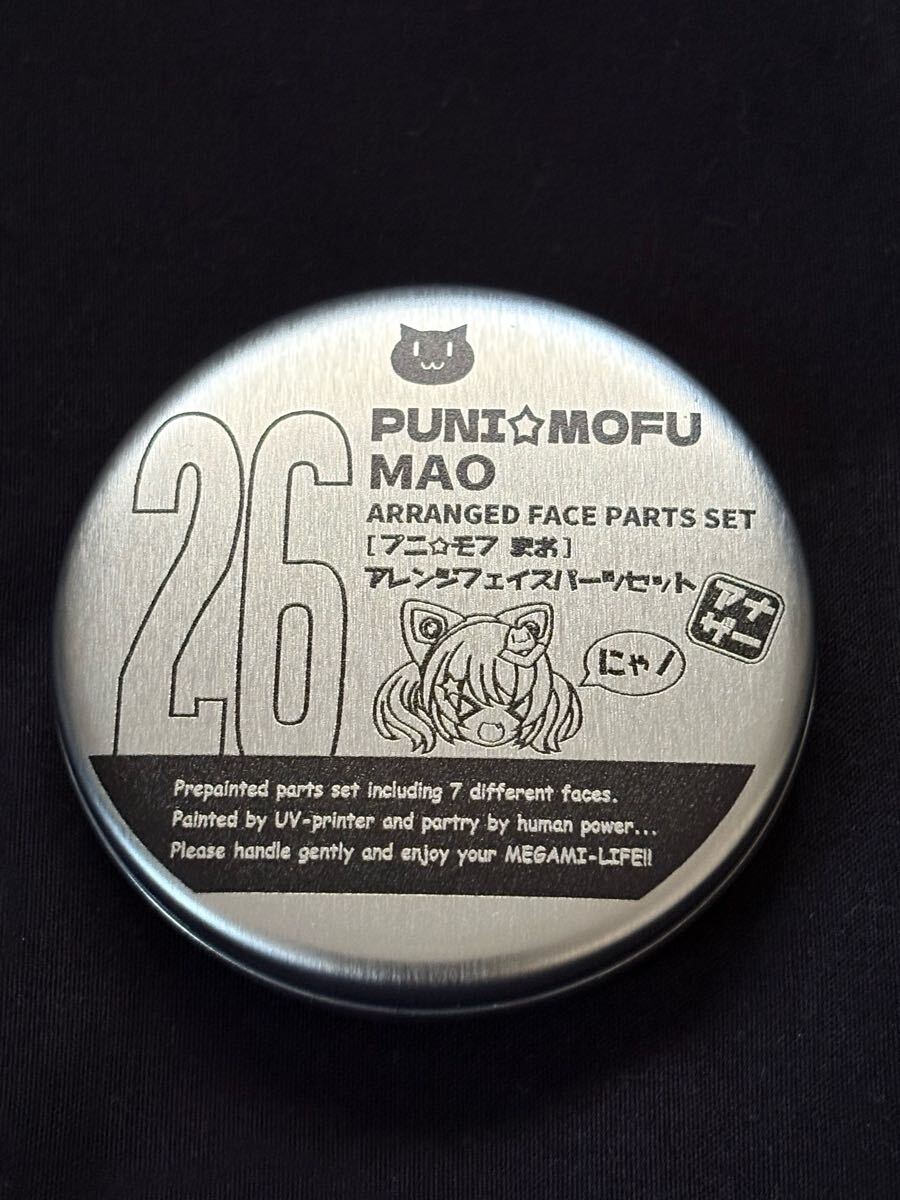 26
PUNI☆MOFU
MAO
ARRANGED FACE PARTS SET
[プニ☆モフ まお]
アレンジフェイスパーツセット
アナ
ザー
にゃ!
Prepainted parts set including 7 different faces.
Painted by UV-printer and partry by human power...
Please handle gently and enjoy your MEGAMI-LIFE!!